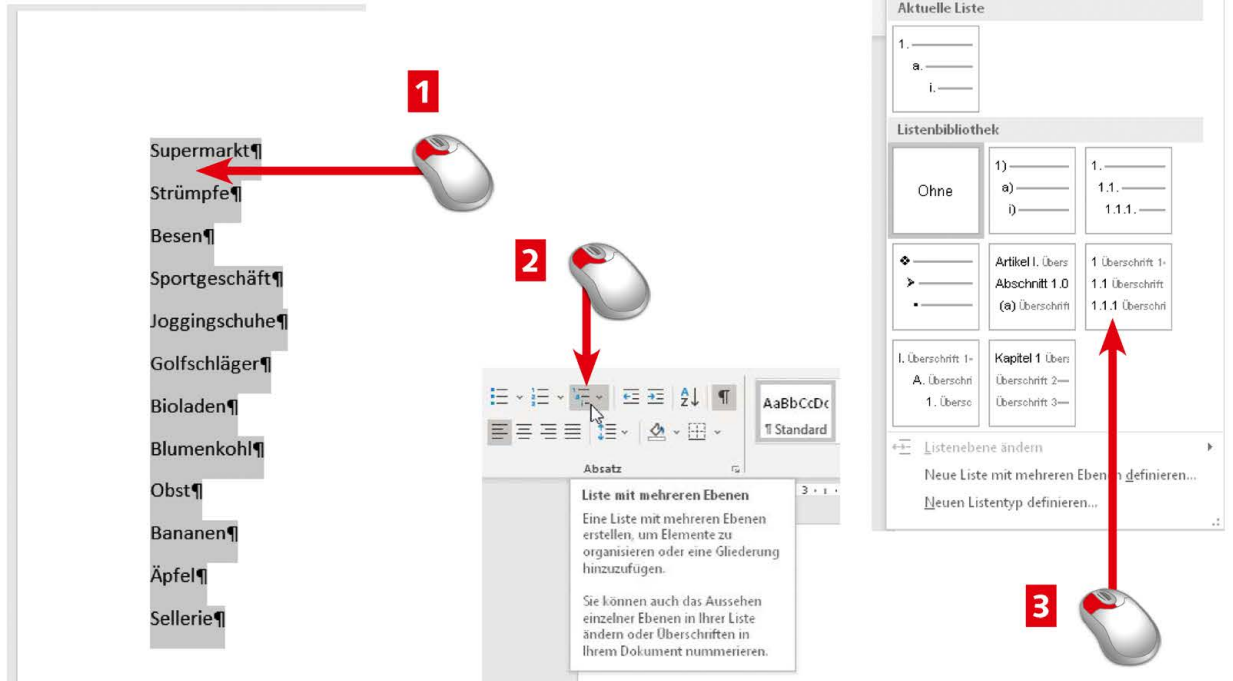 1
Supermarkt¶
Strümpfe¶
Besen¶
Sportgeschäft¶
Joggingschuhe¶
Golfschläger¶
Bioladen¶
Blumenkohl¶
Obst¶
Bananen¶
Äpfel¶
Sellerie¶
2
AaBbCcDc
¶ Standard
Absatz
3
Liste mit mehreren Ebenen
Eine Liste mit mehreren Ebenen
erstellen, um Elemente zu
organisieren oder eine Gliederung
hinzuzufügen.
Sie können auch das Aussehen
einzelner Ebenen in Ihrer Liste
ändern oder Überschriften in
Ihrem Dokument nummerieren.
Aktuelle Liste
1.
a.
i.
Listenbibliothek
Ohne
1)
a)
i)
1.
1.1.
1.1.1.
Artikel I. Übers
Abschnitt 1.0
(a) Überschrift
1 Überschrift 1
1.1 Überschrift
1.1.1 Überschri
I. Überschrift 1
A. Überschri
1. Übersc
Kapitel 1 Übers
Überschrift 2
Überschrift 3
Listenebene ändern
Neue Liste mit mehreren Ebenen definieren...
Neuen Listentyp definieren...
3